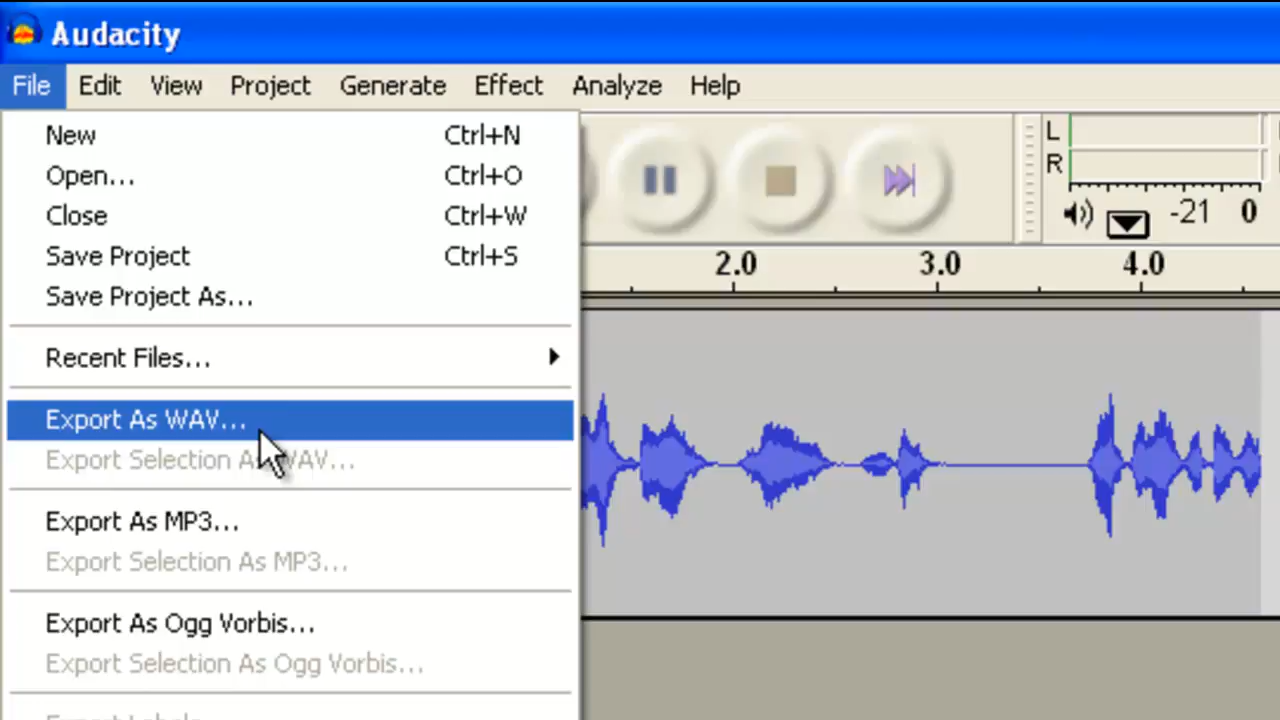 Audacity
File Edit View Project Generate Effect Analyze Help
New Ctrl+N
Open... Ctrl+O
Close Ctrl+W
Save Project Ctrl+S
Save Project As...
Recent Files...
Export As WAV...
Export Selection As WAV...
Export As MP3...
Export Selection As MP3...
Export As Ogg Vorbis...
Export Selection As Ogg Vorbis...
Export Labels
L
R
-21 0
2.0 3.0 4.0